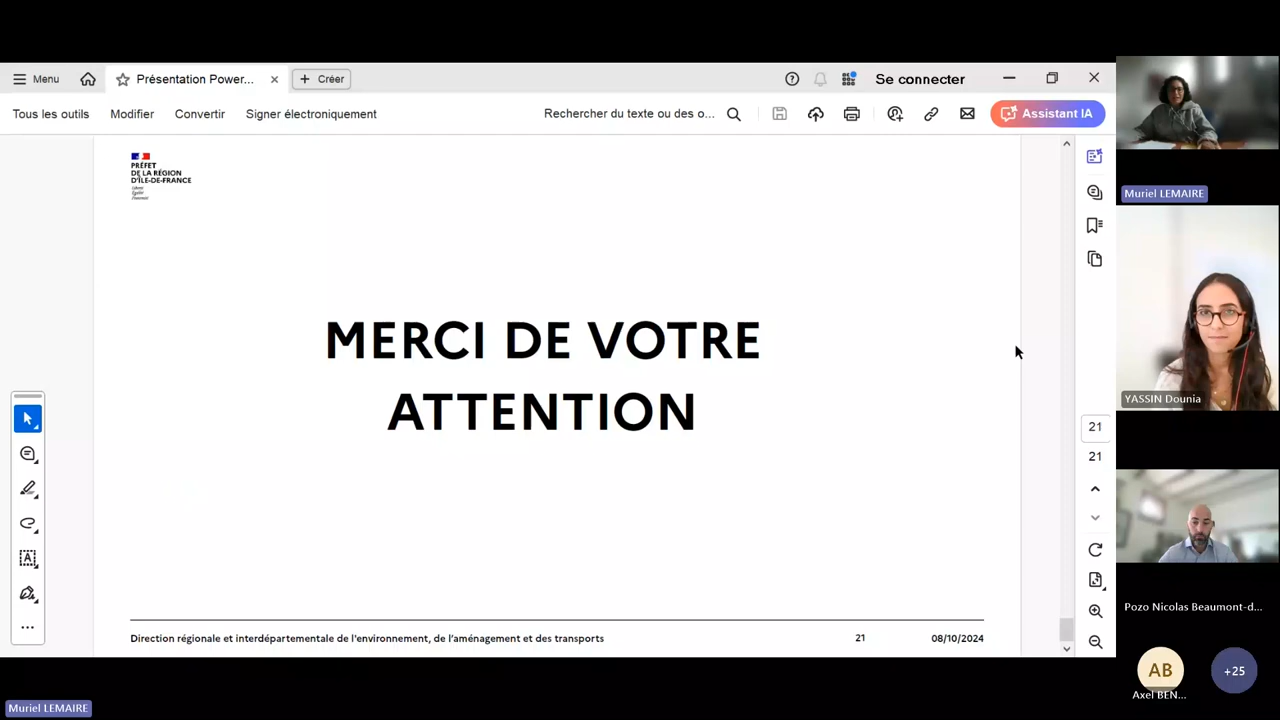 Menu
Présentation Power...
Créer
Se connecter
Tous les outils
Modifier
Convertir
Signer électroniquement
Rechercher du texte ou des o...
Assistant IA
PRÉFET
DE LA RÉGION
D'ÎLE-DE-FRANCE
Liberté
Égalité
Fraternité
MERCI DE VOTRE
ATTENTION
21
21
Direction régionale et interdépartementale de l'environnement, de l'aménagement et des transports
21
08/10/2024
Muriel LEMAIRE
YASSIN Dounia
Pozo Nicolas Beaumont-d...
AB
Axel BEN...
+25
Muriel LEMAIRE